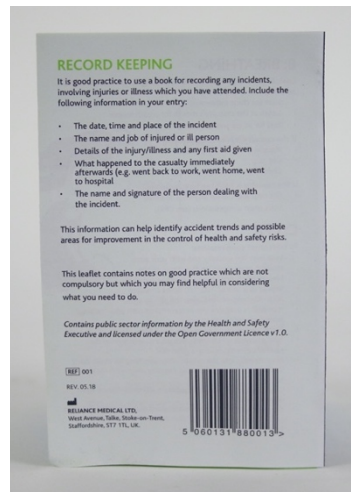 RECORD KEEPING
It is good practice to use a book for recording any incidents,
involving injuries or illness which you have attended. Include the
following information in your entry:
• The date, time and place of the incident
• The name and job of injured or ill person
• Details of the injury/illness and any first aid given
• What happened to the casualty immediately
afterwards (e.g. went back to work, went home, went
to hospital
• The name and signature of the person dealing with
the incident.
This information can help identify accident trends and possible
areas for improvement in the control of health and safety risks.
This leaflet contains notes on good practice which are not
compulsory but which you may find helpful in considering
what you need to do.
Contains public sector information by the Health and Safety
Executive and licensed under the Open Government Licence v1.0.
REF 001
REV. 05.18
RELIANCE MEDICAL LTD,
West Avenue, Talke, Stoke-on-Trent,
Staffordshire, ST7 1TL, UK.
5 060131 880013 >